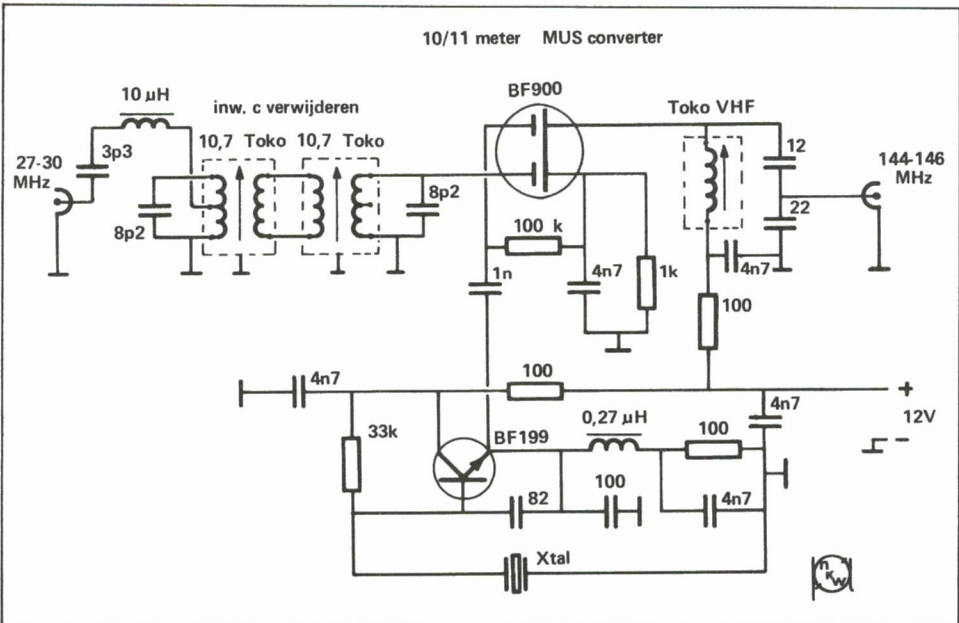 10/11 meter MUS converter
10 µH
inw. c verwijderen
BF900
Toko VHF
3p3
10,7 Toko 10,7 Toko
12
27-30
MHz
144-146
MHz
8p2
8p2
22
100 k
4n7
1n
4n7
1k
100
4n7
100
+
4n7
12V
0,27 µH
33k
BF199
100
82
100
4n7
Xtal
n
K
W